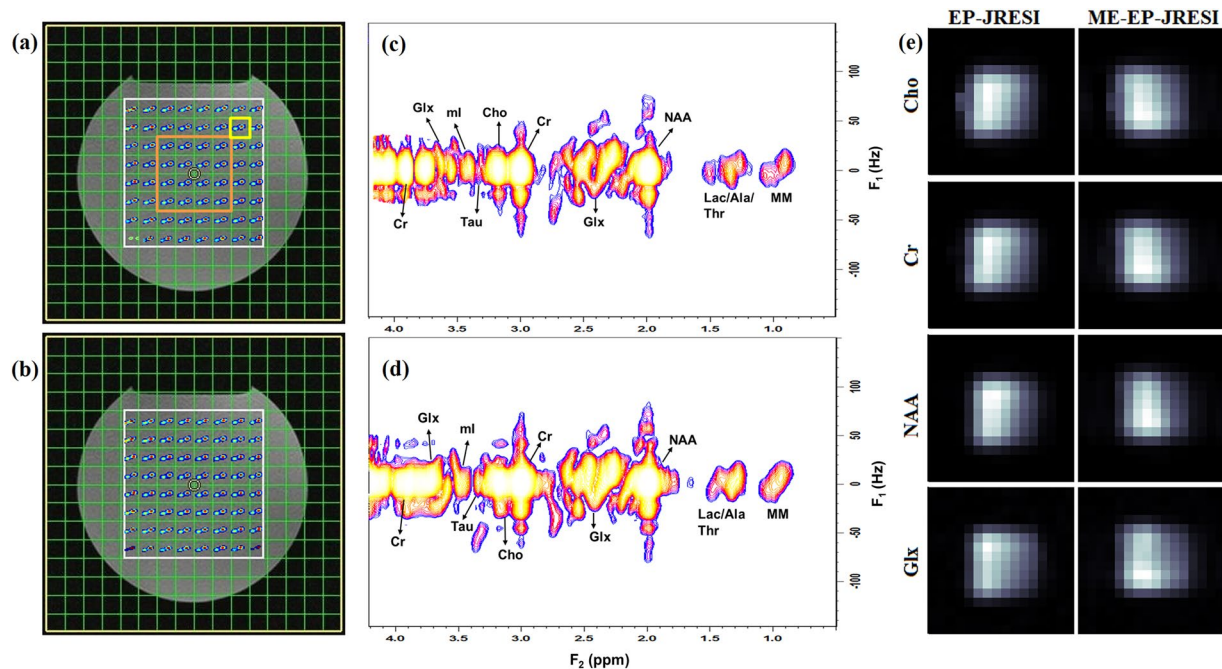 (a)
(b)
(c)
Glx
mI
Cho
Cr
NAA
Cr
Tau
Glx
Lac/Ala/
Thr
MM
100
50
0
-50
-100
F1 (Hz)
4.0 3.5 3.0 2.5 2.0 1.5 1.0
(d)
Glx
mI
Cr
NAA
Cr
Tau
Cho
Glx
Lac/Ala
Thr
MM
100
50
0
-50
-100
F1 (Hz)
4.0 3.5 3.0 2.5 2.0 1.5 1.0
F2 (ppm)
(e)
EP-JRESI ME-EP-JRESI
Cho
Cr
NAA
Glx